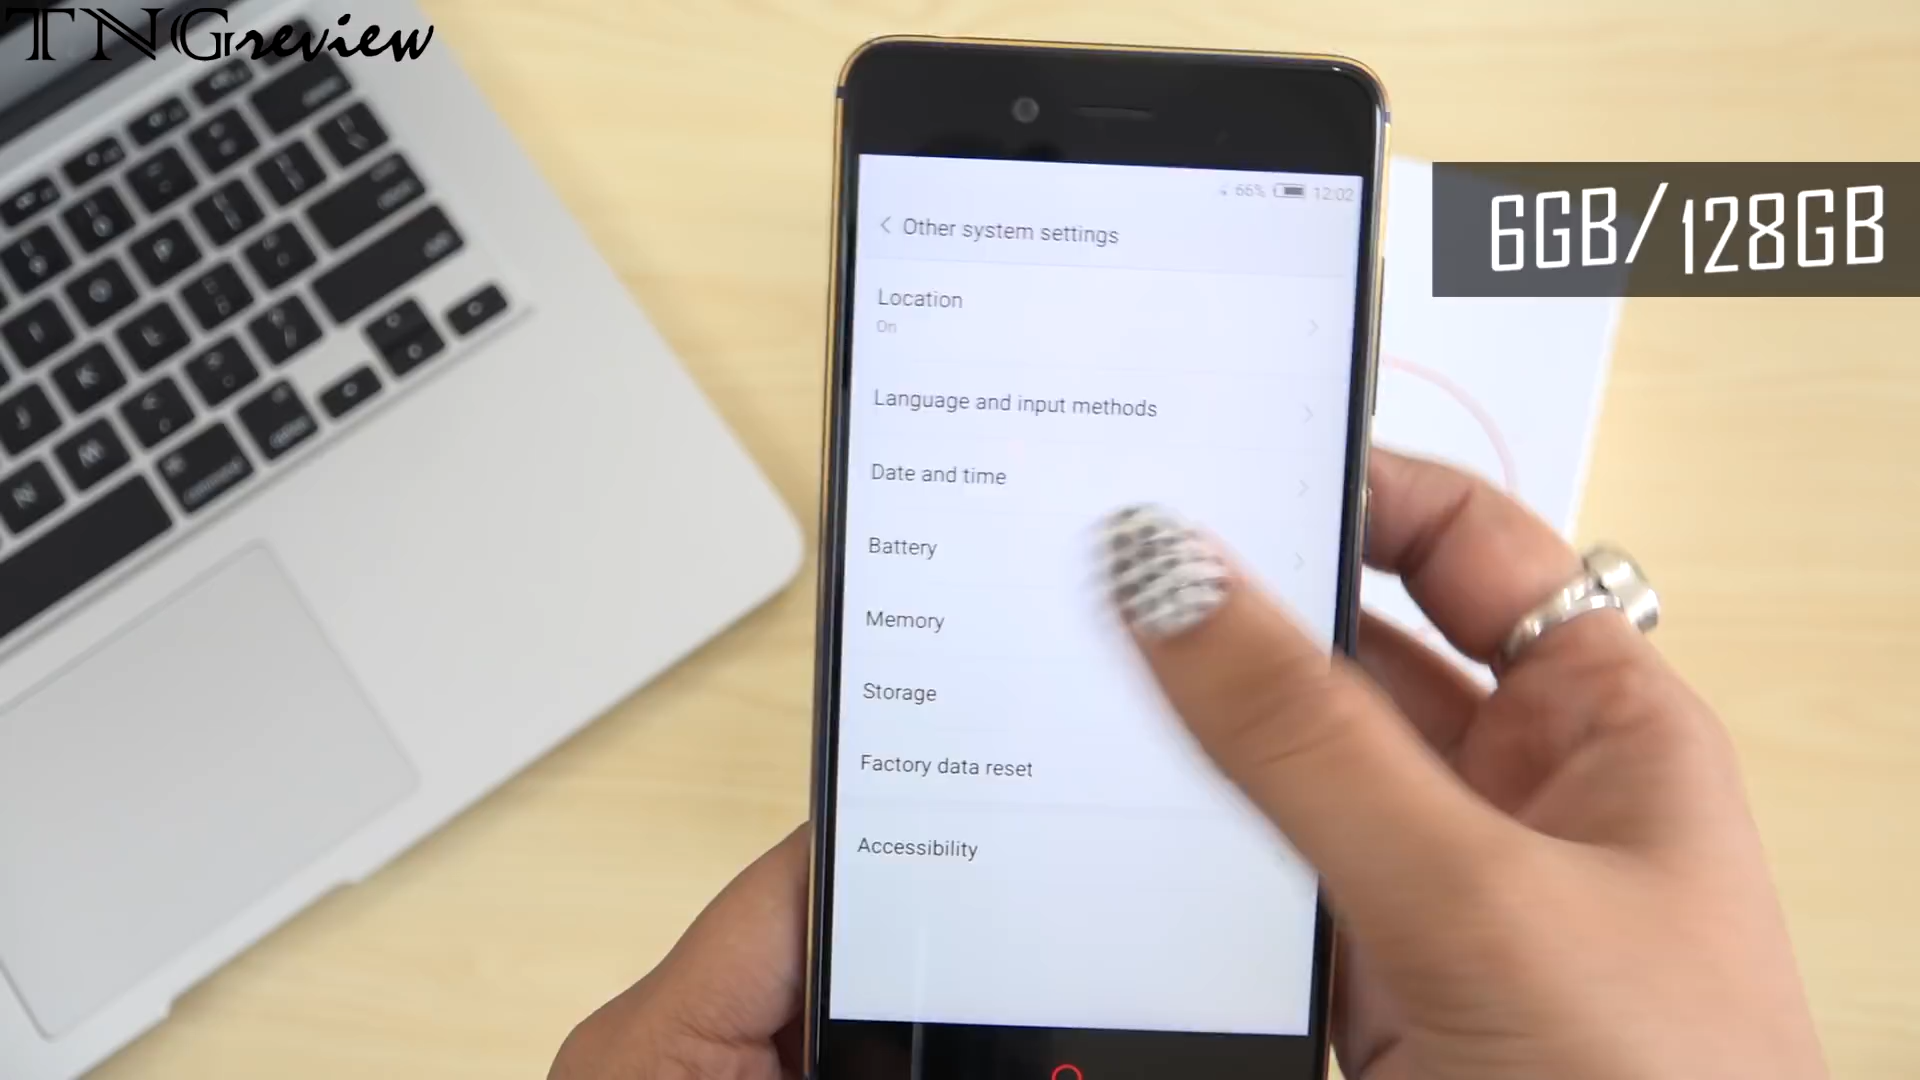 TNGreview
66% 12:02
Other system settings
6GB/128GB
Location
On
Language and input methods
Date and time
Battery
Memory
Storage
Factory data reset
Accessibility
command